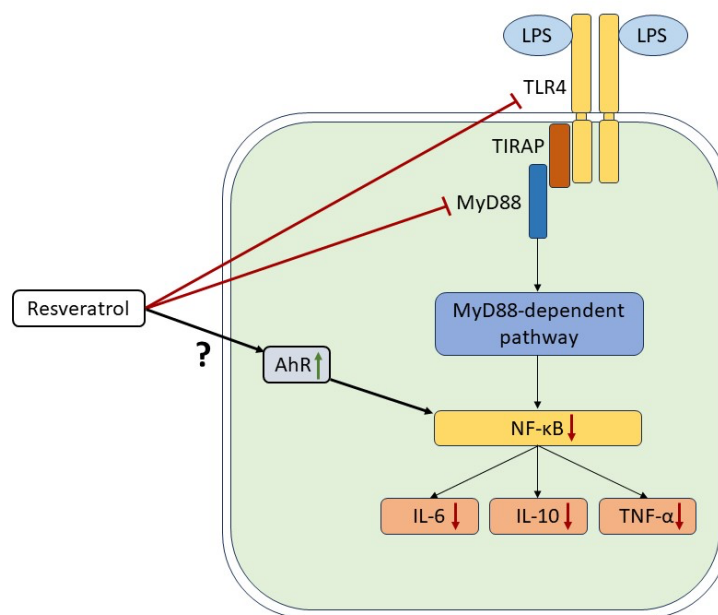 LPS
LPS
TLR4
TIRAP
MyD88
Resveratrol
MyD88-dependent
pathway
?
AhR
NF-κB
IL-6
IL-10
TNF-α